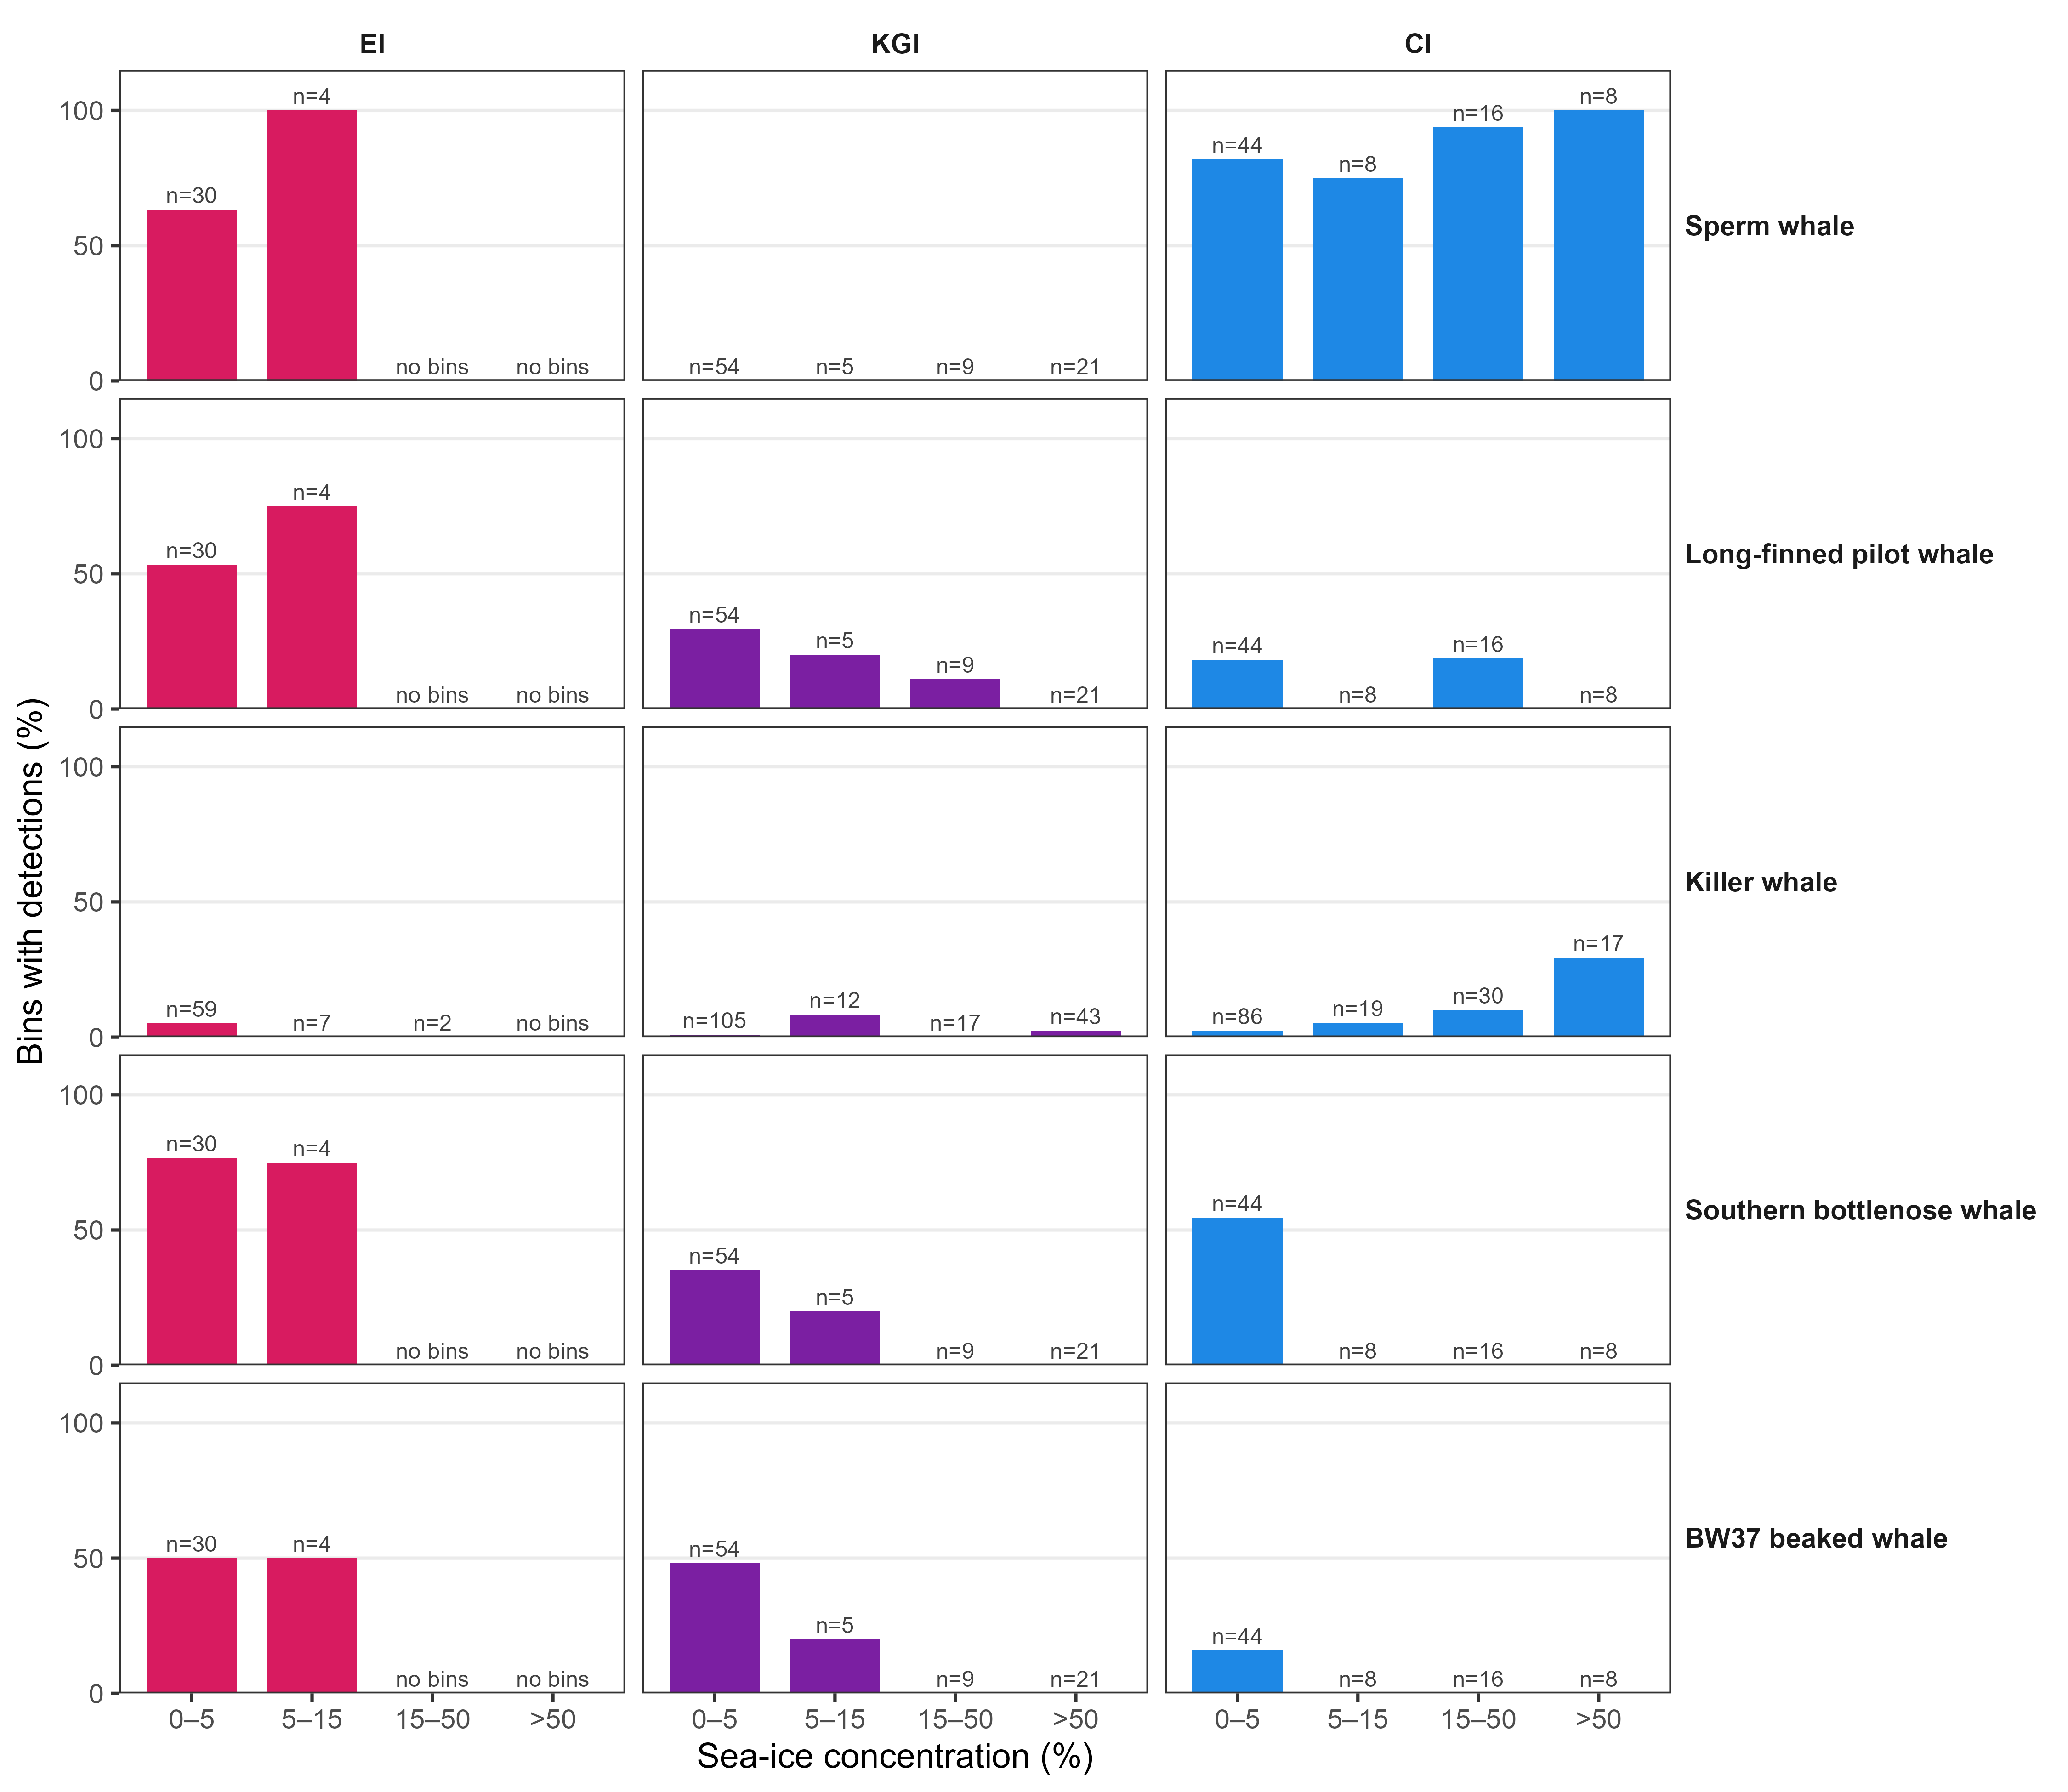 EI KGI CI
n=4 n=8
100 n=16
n=44
n=8
n=30
Sperm whale
50
no bins no bins n=54 n=5 n=9 n=21
0
100
n=4
n=30
Long-finned pilot whale
50
n=54 n=5 n=9 n=44 n=16
no bins no bins n=21 n=8 n=8
0
100
Killer whale
50
n=17
n=59 n=7 n=2 no bins n=105 n=12 n=17 n=43 n=86 n=19 n=30
0
100
n=30 n=4
Southern bottlenose whale
n=44
50
n=54 n=5
no bins no bins n=9 n=21 n=8 n=16 n=8
0
100
n=30 n=4 n=54
BW37 beaked whale
50
n=5 n=44
no bins no bins n=9 n=21 n=8 n=16 n=8
0
0–5 5–15 15–50 >50 0–5 5–15 15–50 >50 0–5 5–15 15–50 >50
Sea-ice concentration (%)
Bins with detections (%)